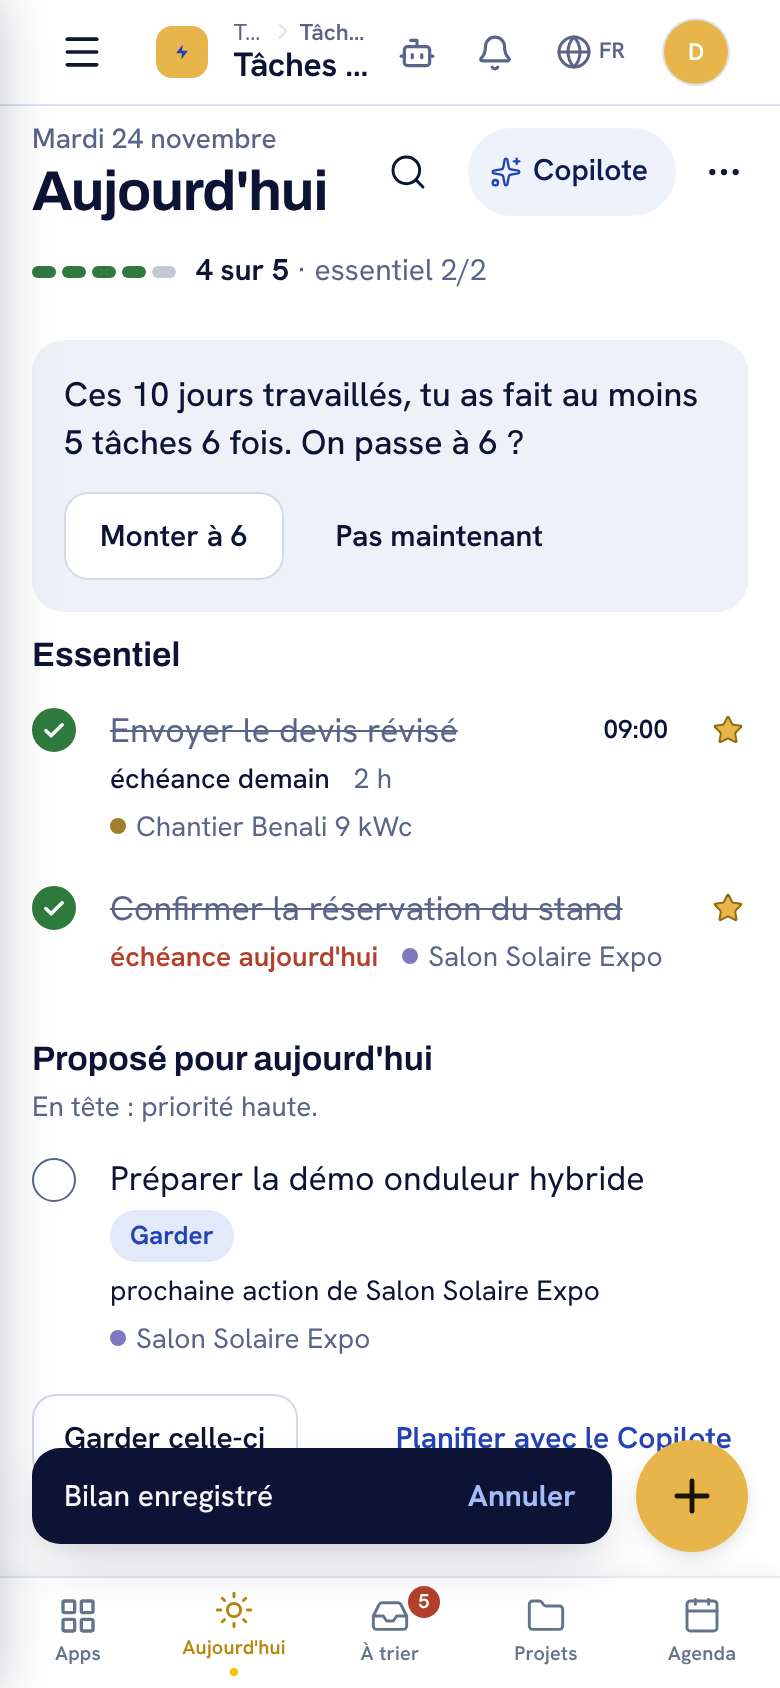 T... > Tâch...
Tâches ...
FR
D
Mardi 24 novembre
Aujourd'hui
Copilote
4 sur 5 · essentiel 2/2
Ces 10 jours travaillés, tu as fait au moins
5 tâches 6 fois. On passe à 6 ?
Monter à 6
Pas maintenant
Essentiel
Envoyer le devis révisé
09:00
échéance demain 2 h
Chantier Benali 9 kWc
Confirmer la réservation du stand
échéance aujourd'hui Salon Solaire Expo
Proposé pour aujourd'hui
En tête : priorité haute.
Préparer la démo onduleur hybride
Garder
prochaine action de Salon Solaire Expo
Salon Solaire Expo
Garder celle-ci
Planifier avec le Copilote
Bilan enregistré
Annuler
5
Apps
Aujourd'hui
À trier
Projets
Agenda